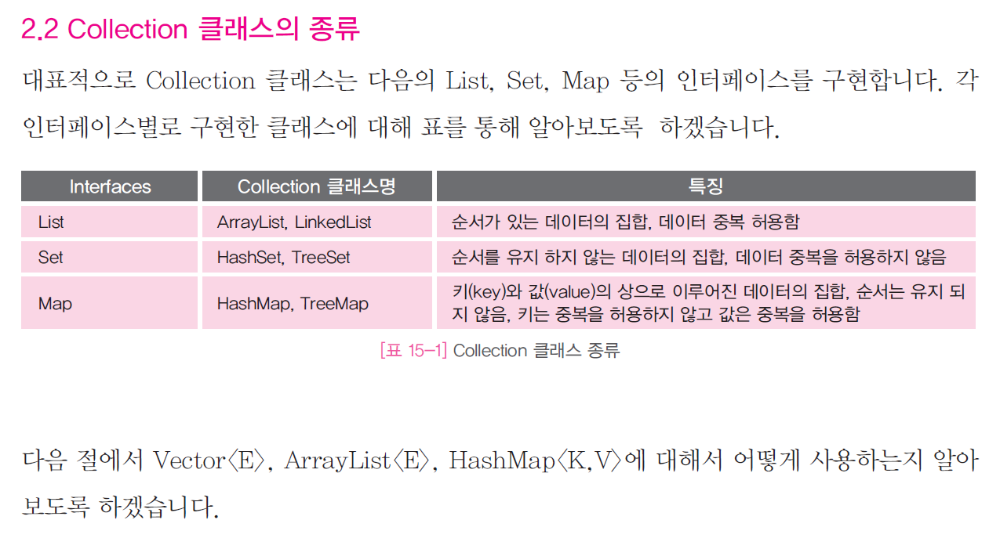 2.2 Collection 클래스의 종류
대표적으로 Collection 클래스는 다음의 List, Set, Map 등의 인터페이스를 구현합니다. 각
인터페이스별로 구현한 클래스에 대해 표를 통해 알아보도록 하겠습니다.
Interfaces Collection 클래스명 특징
List ArrayList, LinkedList 순서가 있는 데이터의 집합, 데이터 중복 허용함
Set HashSet, TreeSet 순서를 유지 하지 않는 데이터의 집합, 데이터 중복을 허용하지 않음
Map HashMap, TreeMap 키(key)와 값(value)의 상으로 이루어진 데이터의 집합, 순서는 유지 되
지 않음, 키는 중복을 허용하지 않고 값은 중복을 허용함
[표 15-1] Collection 클래스 종류
다음 절에서 Vector〈E〉, ArrayList〈E〉, HashMap〈K,V〉에 대해서 어떻게 사용하는지 알아
보도록 하겠습니다.